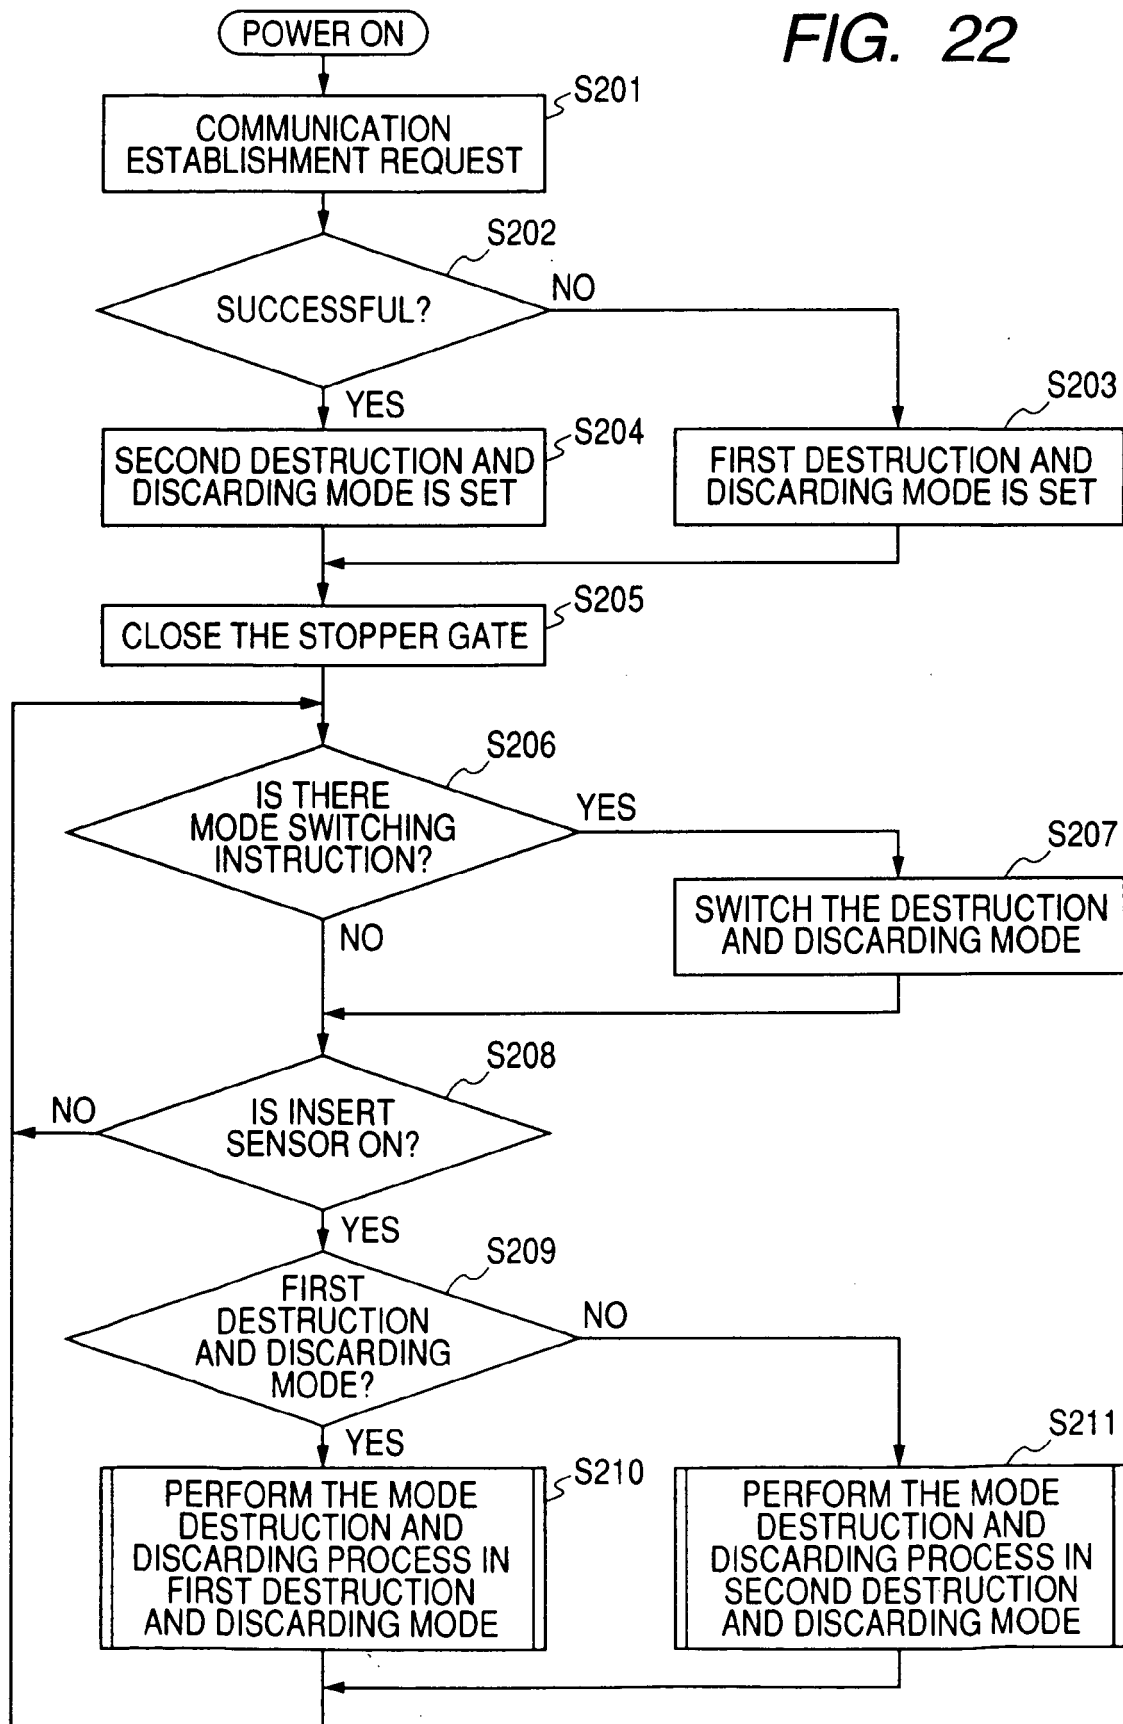 FIG. 22
POWER ON
S201
COMMUNICATION
ESTABLISHMENT REQUEST
S202
SUCCESSFUL?
NO
YES
S204
SECOND DESTRUCTION AND
DISCARDING MODE IS SET
S203
FIRST DESTRUCTION AND
DISCARDING MODE IS SET
S205
CLOSE THE STOPPER GATE
S206
IS THERE
MODE SWITCHING
INSTRUCTION?
YES
NO
S207
SWITCH THE DESTRUCTION
AND DISCARDING MODE
S208
IS INSERT
SENSOR ON?
NO
YES
S209
FIRST
DESTRUCTION
AND DISCARDING
MODE?
NO
YES
S210
PERFORM THE MODE
DESTRUCTION AND
DISCARDING PROCESS IN
FIRST DESTRUCTION
AND DISCARDING MODE
S211
PERFORM THE MODE
DESTRUCTION AND
DISCARDING PROCESS IN
SECOND DESTRUCTION
AND DISCARDING MODE